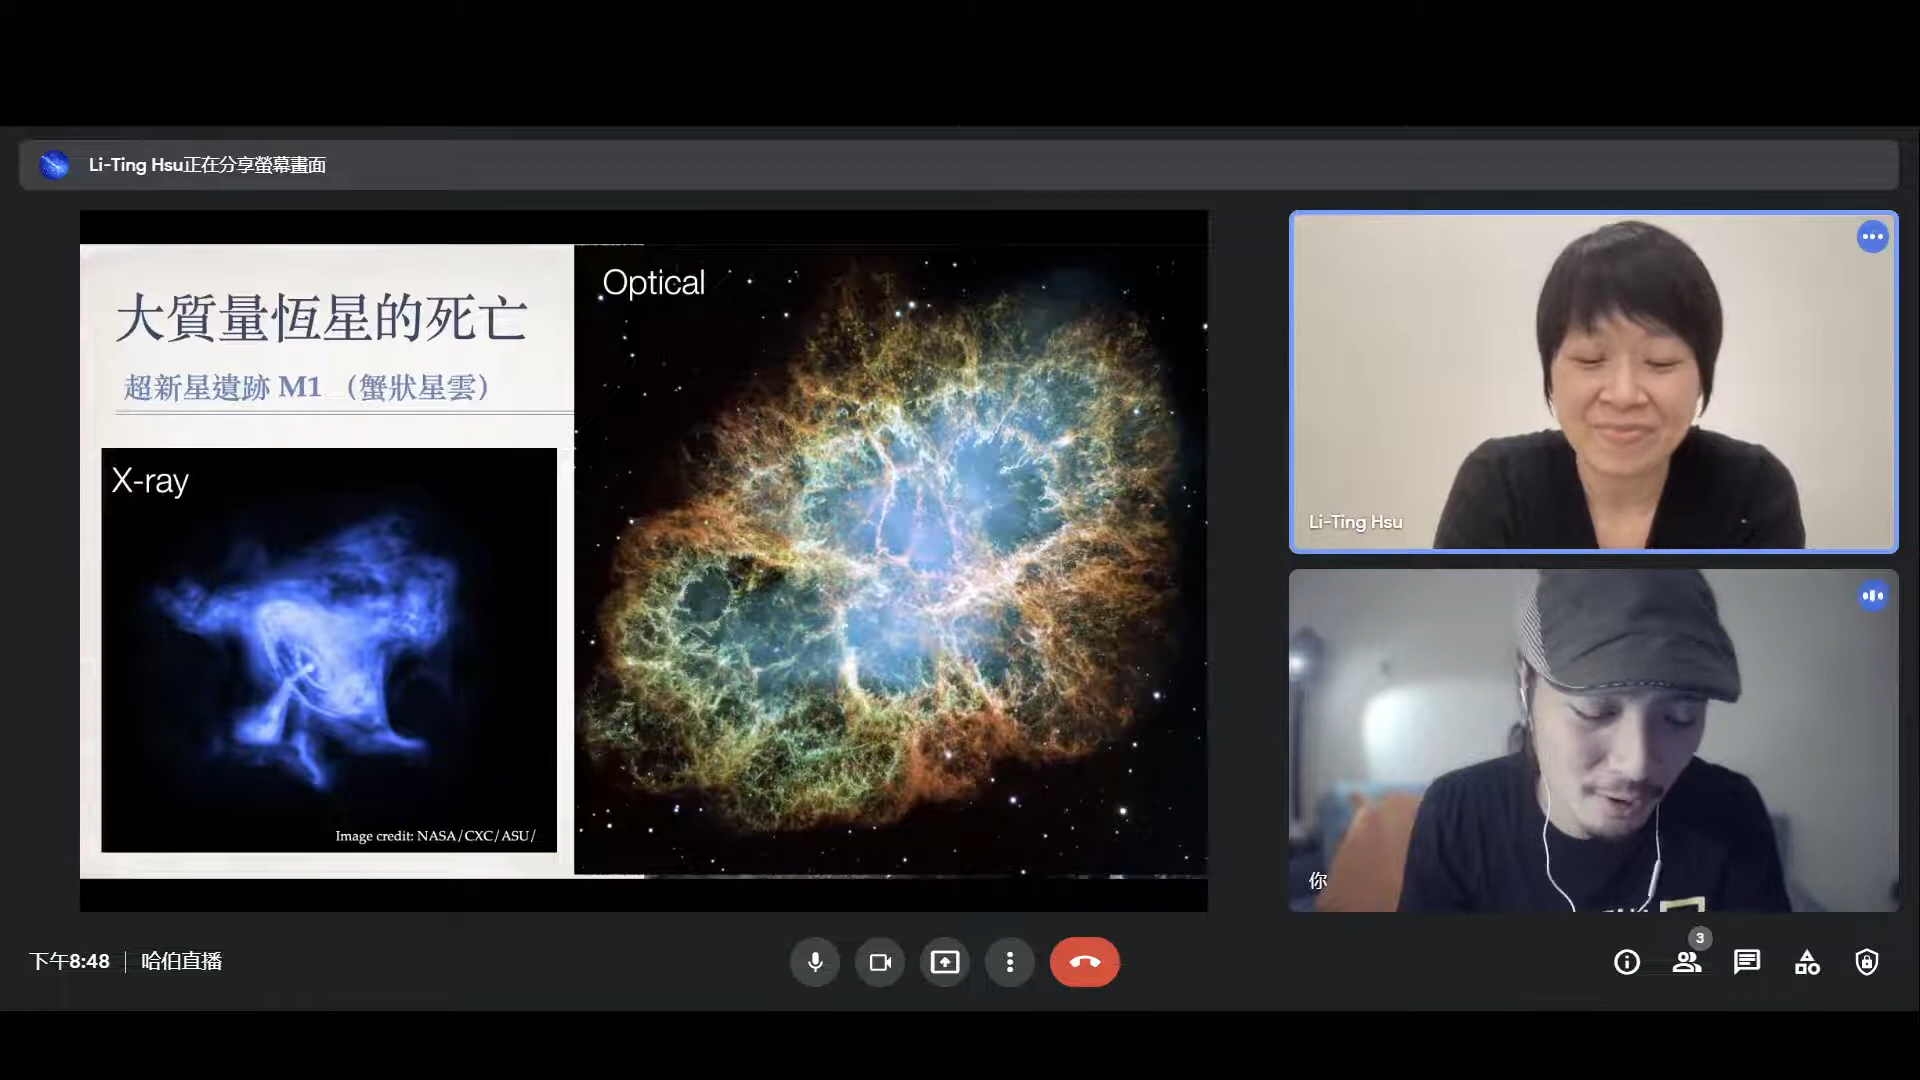 Li-Ting Hsu正在分享螢幕畫面
大質量恆星的死亡
超新星遺跡 M1 （蟹狀星雲）
X-ray
Image credit: NASA/CXC/ASU/
Optical
Li-Ting Hsu
你
下午8:48
哈伯直播
3